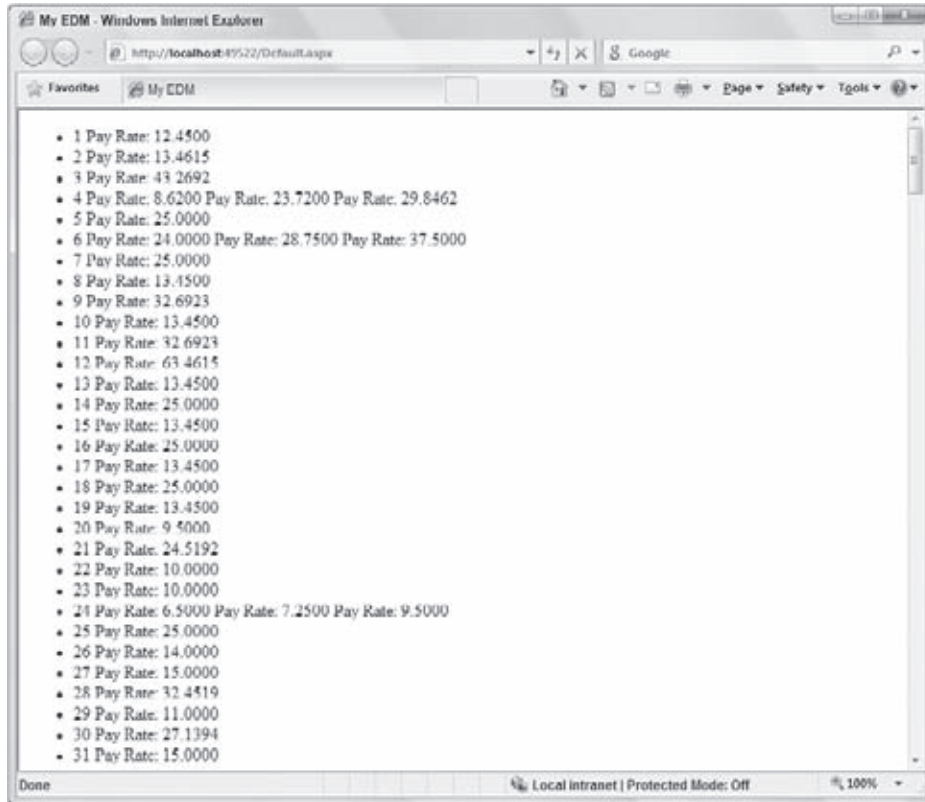 My EDM - Windows Internet Explorer
http://localhost:49522/Default.aspx
Google
Favorites
My EDM
Page
Safety
Tools
1 Pay Rate: 12.4500
2 Pay Rate: 13.4615
3 Pay Rate: 43.2692
4 Pay Rate: 8.6200 Pay Rate: 23.7200 Pay Rate: 29.8462
5 Pay Rate: 25.0000
6 Pay Rate: 24.0000 Pay Rate: 28.7500 Pay Rate: 37.5000
7 Pay Rate: 25.0000
8 Pay Rate: 13.4500
9 Pay Rate: 32.6923
10 Pay Rate: 13.4500
11 Pay Rate: 32.6923
12 Pay Rate: 63.4615
13 Pay Rate: 13.4500
14 Pay Rate: 25.0000
15 Pay Rate: 13.4500
16 Pay Rate: 25.0000
17 Pay Rate: 13.4500
18 Pay Rate: 25.0000
19 Pay Rate: 13.4500
20 Pay Rate: 9.5000
21 Pay Rate: 24.5192
22 Pay Rate: 10.0000
23 Pay Rate: 10.0000
24 Pay Rate: 6.5000 Pay Rate: 7.2500 Pay Rate: 9.5000
25 Pay Rate: 25.0000
26 Pay Rate: 14.0000
27 Pay Rate: 15.0000
28 Pay Rate: 32.4519
29 Pay Rate: 11.0000
30 Pay Rate: 27.1394
31 Pay Rate: 15.0000
Done
Local intranet | Protected Mode: Off
100%